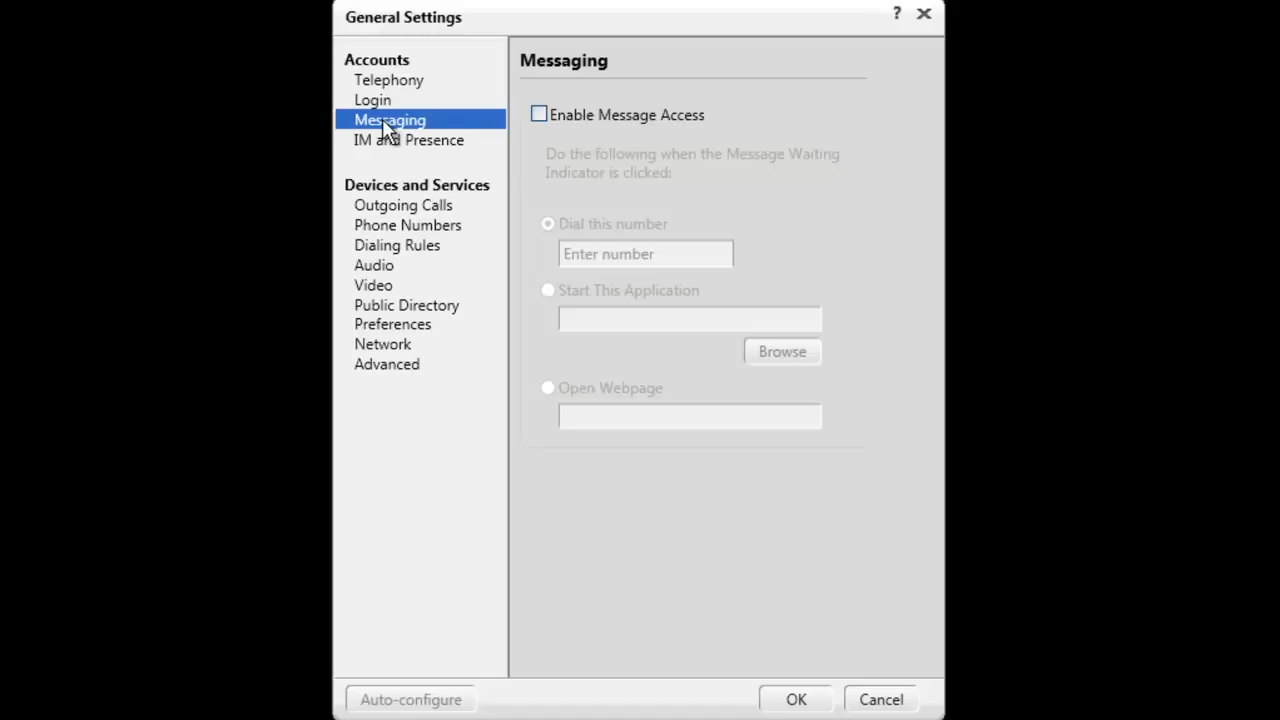 General Settings
?
Accounts
Telephony
Login
Messaging
IM and Presence
Devices and Services
Outgoing Calls
Phone Numbers
Dialing Rules
Audio
Video
Public Directory
Preferences
Network
Advanced
Messaging
Enable Message Access
Do the following when the Message Waiting
Indicator is clicked:
Dial this number
Enter number
Start This Application
Browse
Open Webpage
Auto-configure
OK
Cancel